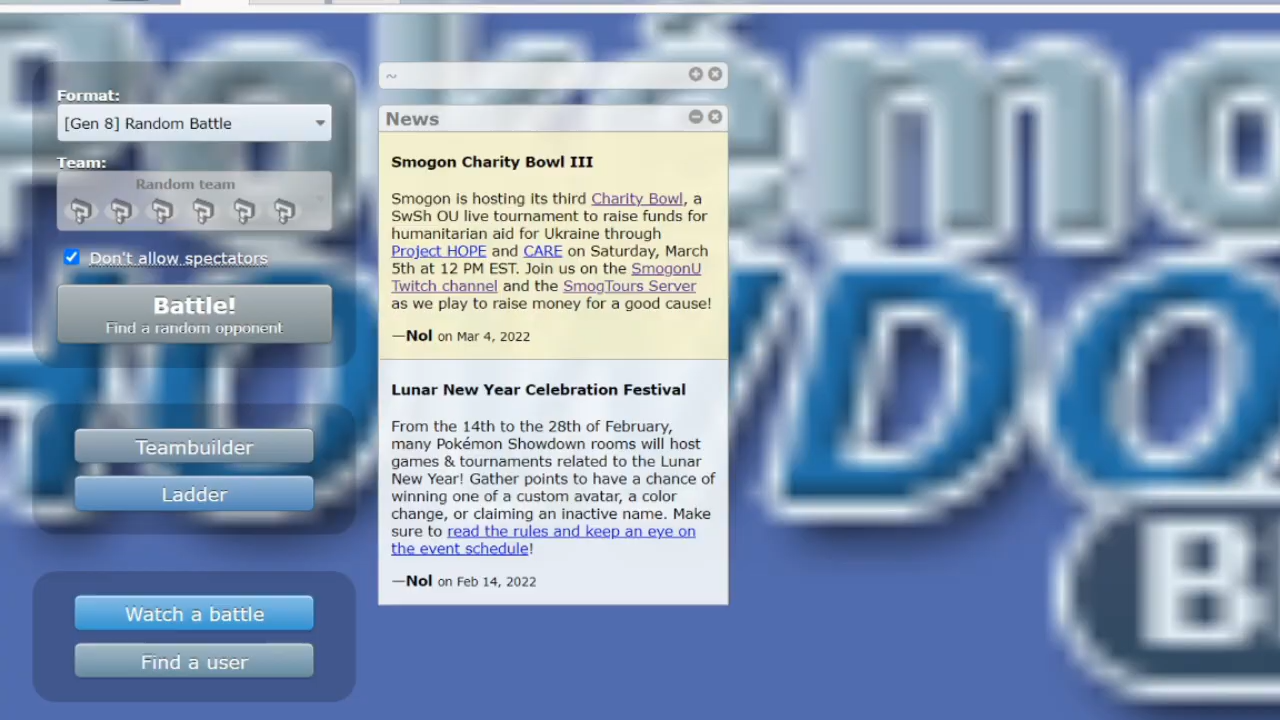 Format:
[Gen 8] Random Battle
Team:
Random team
Don't allow spectators
Battle!
Find a random opponent
Teambuilder
Ladder
Watch a battle
Find a user
~
News
Smogon Charity Bowl III
Smogon is hosting its third Charity Bowl, a
SwSh OU live tournament to raise funds for
humanitarian aid for Ukraine through
Project HOPE and CARE on Saturday, March
5th at 12 PM EST. Join us on the SmogonU
Twitch channel and the SmogTours Server
as we play to raise money for a good cause!
—Nol on Mar 4, 2022
Lunar New Year Celebration Festival
From the 14th to the 28th of February,
many Pokémon Showdown rooms will host
games & tournaments related to the Lunar
New Year! Gather points to have a chance of
winning one of a custom avatar, a color
change, or claiming an inactive name. Make
sure to read the rules and keep an eye on
the event schedule!
—Nol on Feb 14, 2022